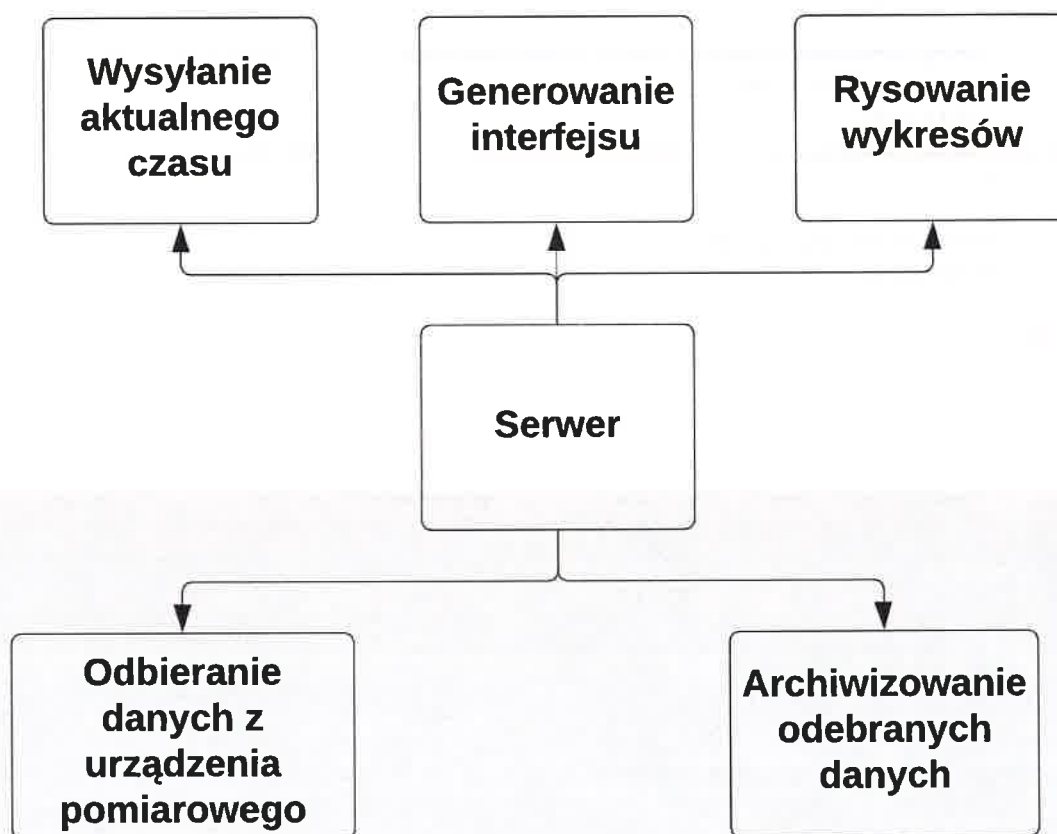 Wysyłanie
aktualnego
czasu
Generowanie
interfejsu
Rysowanie
wykresów
Serwer
Odbieranie
danych z
urządzenia
pomiarowego
Archiwizowanie
odebranych
danych